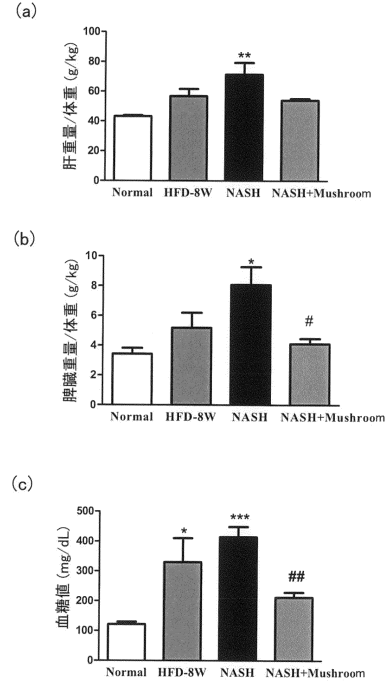 (a)
肝重量/体重(g/kg)
100
80
60
40
20
0
**
Normal HFD-8W NASH NASH+Mushroom
(b)
脾臓重量/体重(g/kg)
10
8
6
4
2
0
*
#
Normal HFD-8W NASH NASH+Mushroom
(c)
血糖値(mg/dL)
500
400
300
200
100
0
*
***
##
Normal HFD-8W NASH NASH+Mushroom